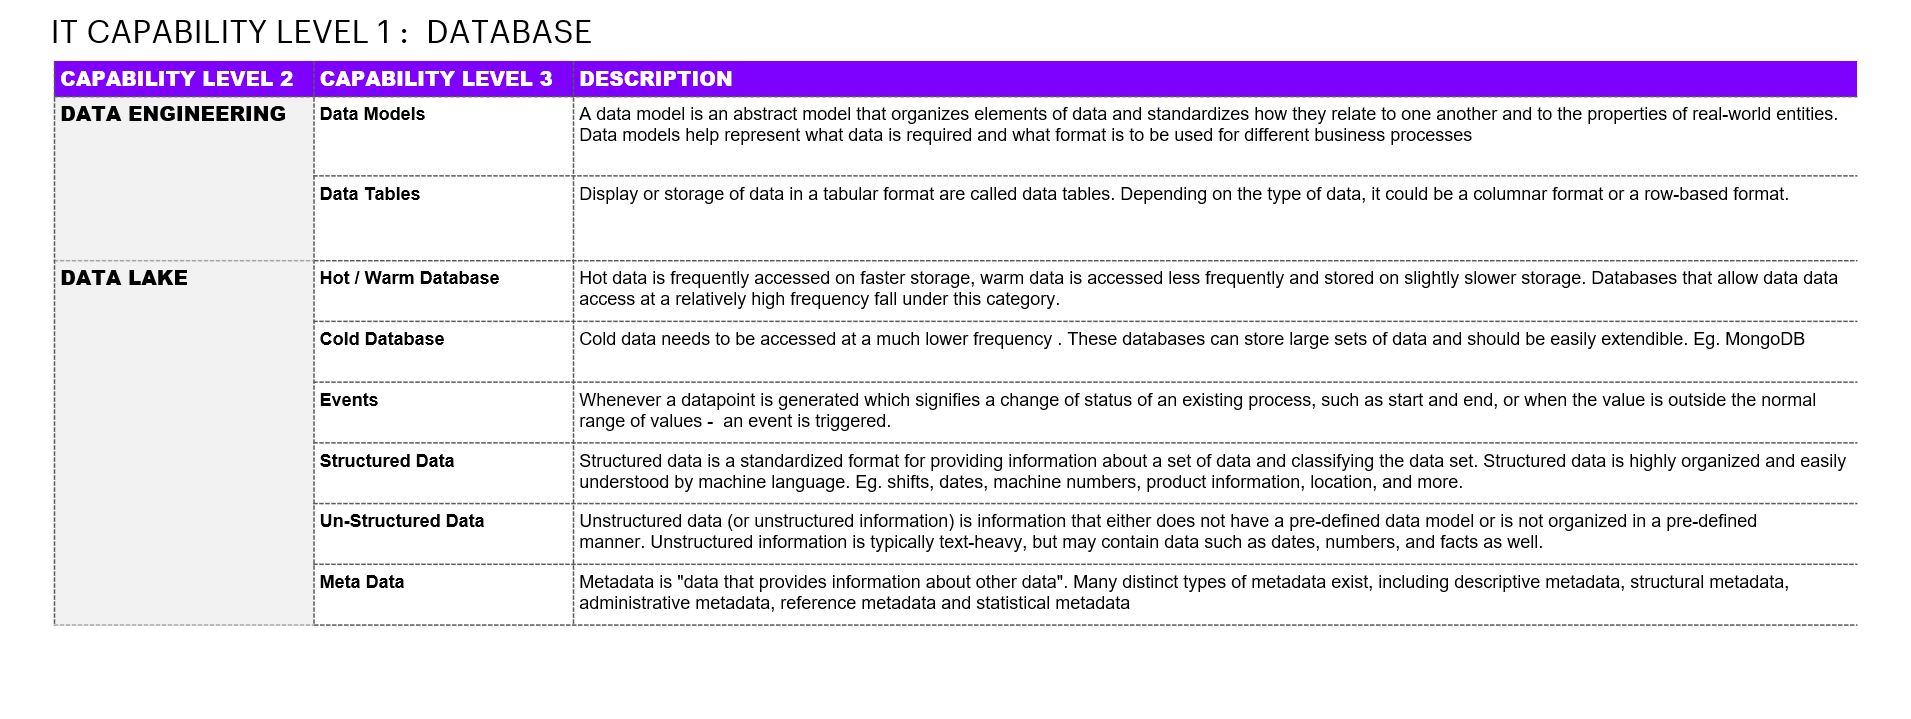 IT CAPABILITY LEVEL 1 :  DATABASE
CAPABILITY LEVEL 2 CAPABILITY LEVEL 3 DESCRIPTION
DATA ENGINEERING
Data Models
A data model is an abstract model that organizes elements of data and standardizes how they relate to one another and to the properties of real-world entities.
Data models help represent what data is required and what format is to be used for different business processes
Data Tables
Display or storage of data in a tabular format are called data tables. Depending on the type of data, it could be a columnar format or a row-based format.
DATA LAKE
Hot / Warm Database
Hot data is frequently accessed on faster storage, warm data is accessed less frequently and stored on slightly slower storage. Databases that allow data data
access at a relatively high frequency fall under this category.
Cold Database
Cold data needs to be accessed at a much lower frequency . These databases can store large sets of data and should be easily extendible. Eg. MongoDB
Events
Whenever a datapoint is generated which signifies a change of status of an existing process, such as start and end, or when the value is outside the normal
range of values -  an event is triggered.
Structured Data
Structured data is a standardized format for providing information about a set of data and classifying the data set. Structured data is highly organized and easily
understood by machine language. Eg. shifts, dates, machine numbers, product information, location, and more.
Un-Structured Data
Unstructured data (or unstructured information) is information that either does not have a pre-defined data model or is not organized in a pre-defined
manner. Unstructured information is typically text-heavy, but may contain data such as dates, numbers, and facts as well.
Meta Data
Metadata is "data that provides information about other data". Many distinct types of metadata exist, including descriptive metadata, structural metadata,
administrative metadata, reference metadata and statistical metadata